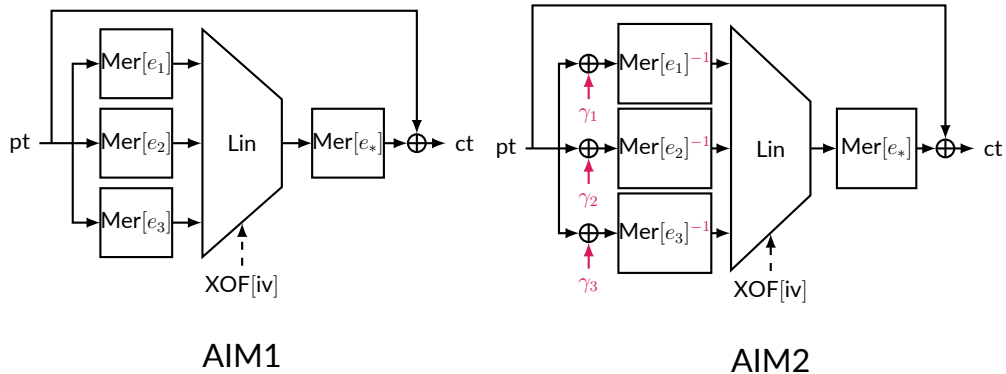 Mer[e₁]
Mer[e₂]
Mer[e₃]
pt
Lin
Mer[e∗]
ct
XOF[iv]
AIM1
γ₁
γ₂
γ₃
Mer[e₁]⁻¹
Mer[e₂]⁻¹
Mer[e₃]⁻¹
pt
Lin
Mer[e∗]
ct
XOF[iv]
AIM2